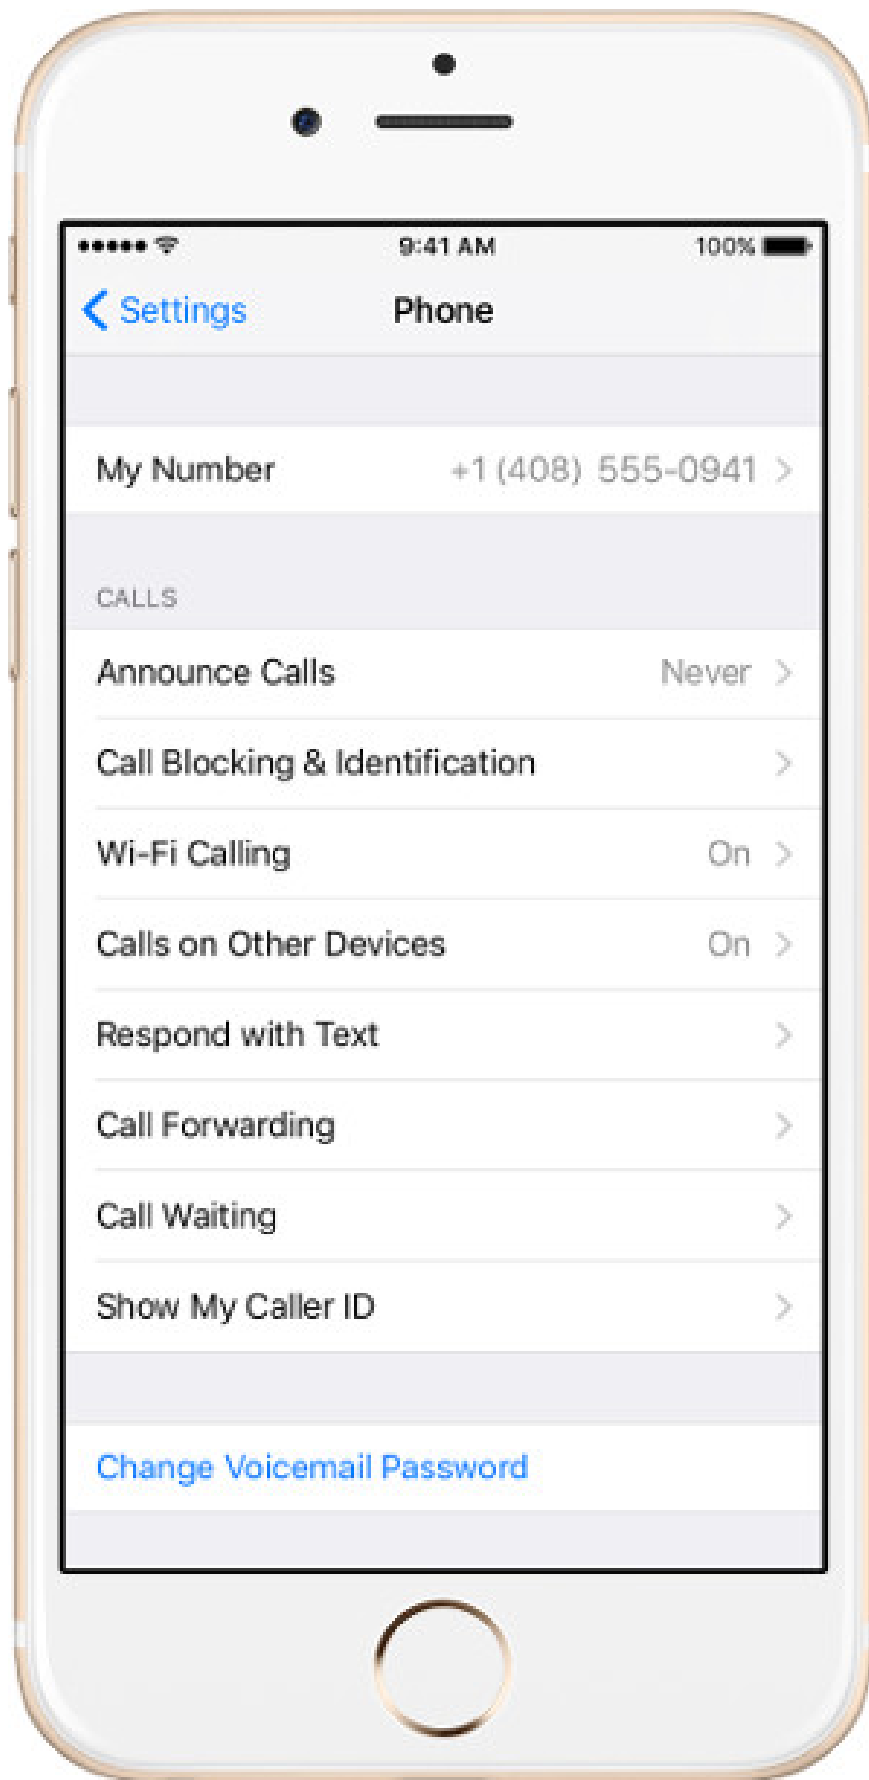 9:41 AM 100%
Settings Phone
My Number +1 (408) 555-0941
CALLS
Announce Calls Never
Call Blocking & Identification
Wi-Fi Calling On
Calls on Other Devices On
Respond with Text
Call Forwarding
Call Waiting
Show My Caller ID
Change Voicemail Password